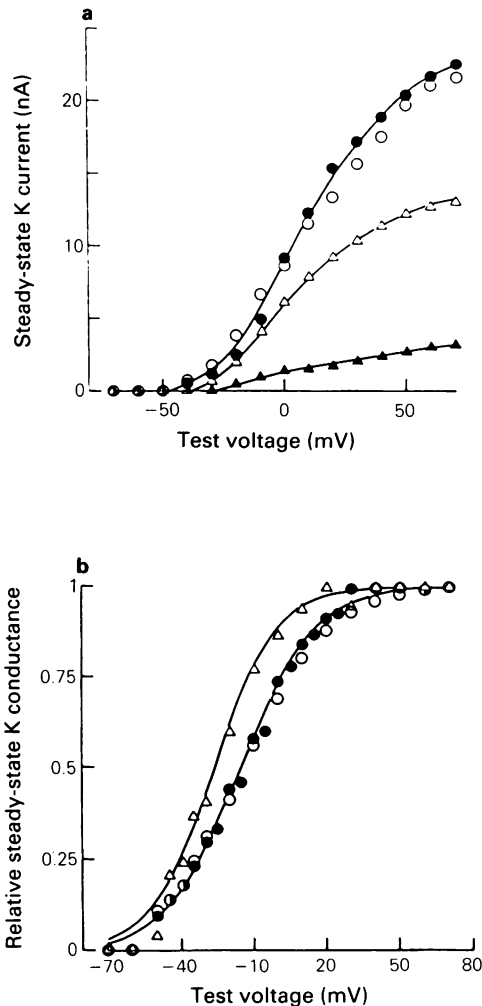 a
Steady-state K current (nA)
20
10
0
−50
0
50
Test voltage (mV)
b
Relative steady-state K conductance
1
0.75
0.5
0.25
0
−70
−40
−10
20
50
80
Test voltage (mV)